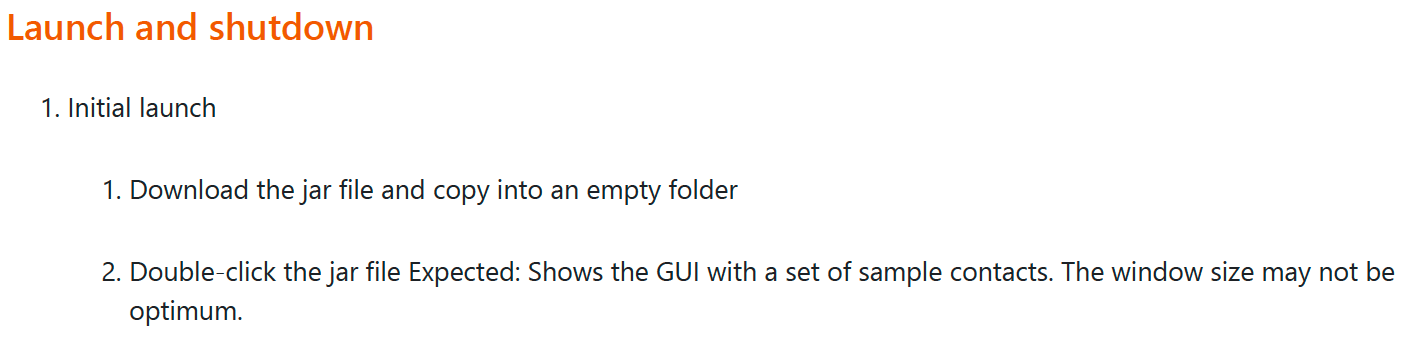 Launch and shutdown
1. Initial launch
1. Download the jar file and copy into an empty folder
2. Double-click the jar file Expected: Shows the GUI with a set of sample contacts. The window size may not be
optimum.